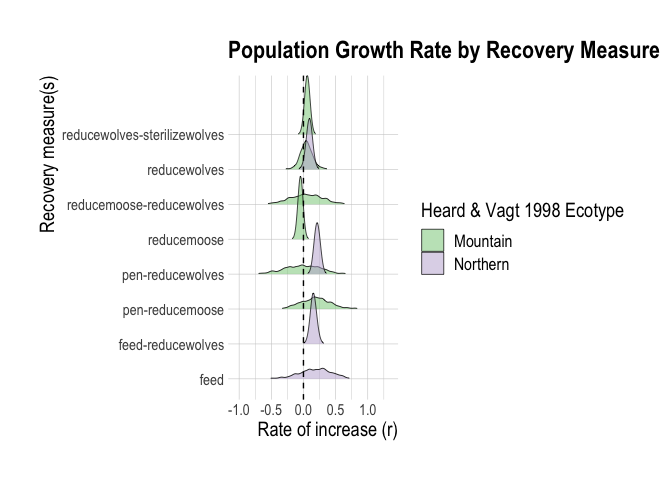 Population Growth Rate by Recovery Measure
Recovery measure(s)
reducewolves-sterilizewolves
reducewolves
reducemoose-reducewolves
reducemoose
pen-reducewolves
pen-reducemoose
feed-reducewolves
feed
-1.0 -0.5 0.0 0.5 1.0
Rate of increase (r)
Heard & Vagt 1998 Ecotype
Mountain
Northern